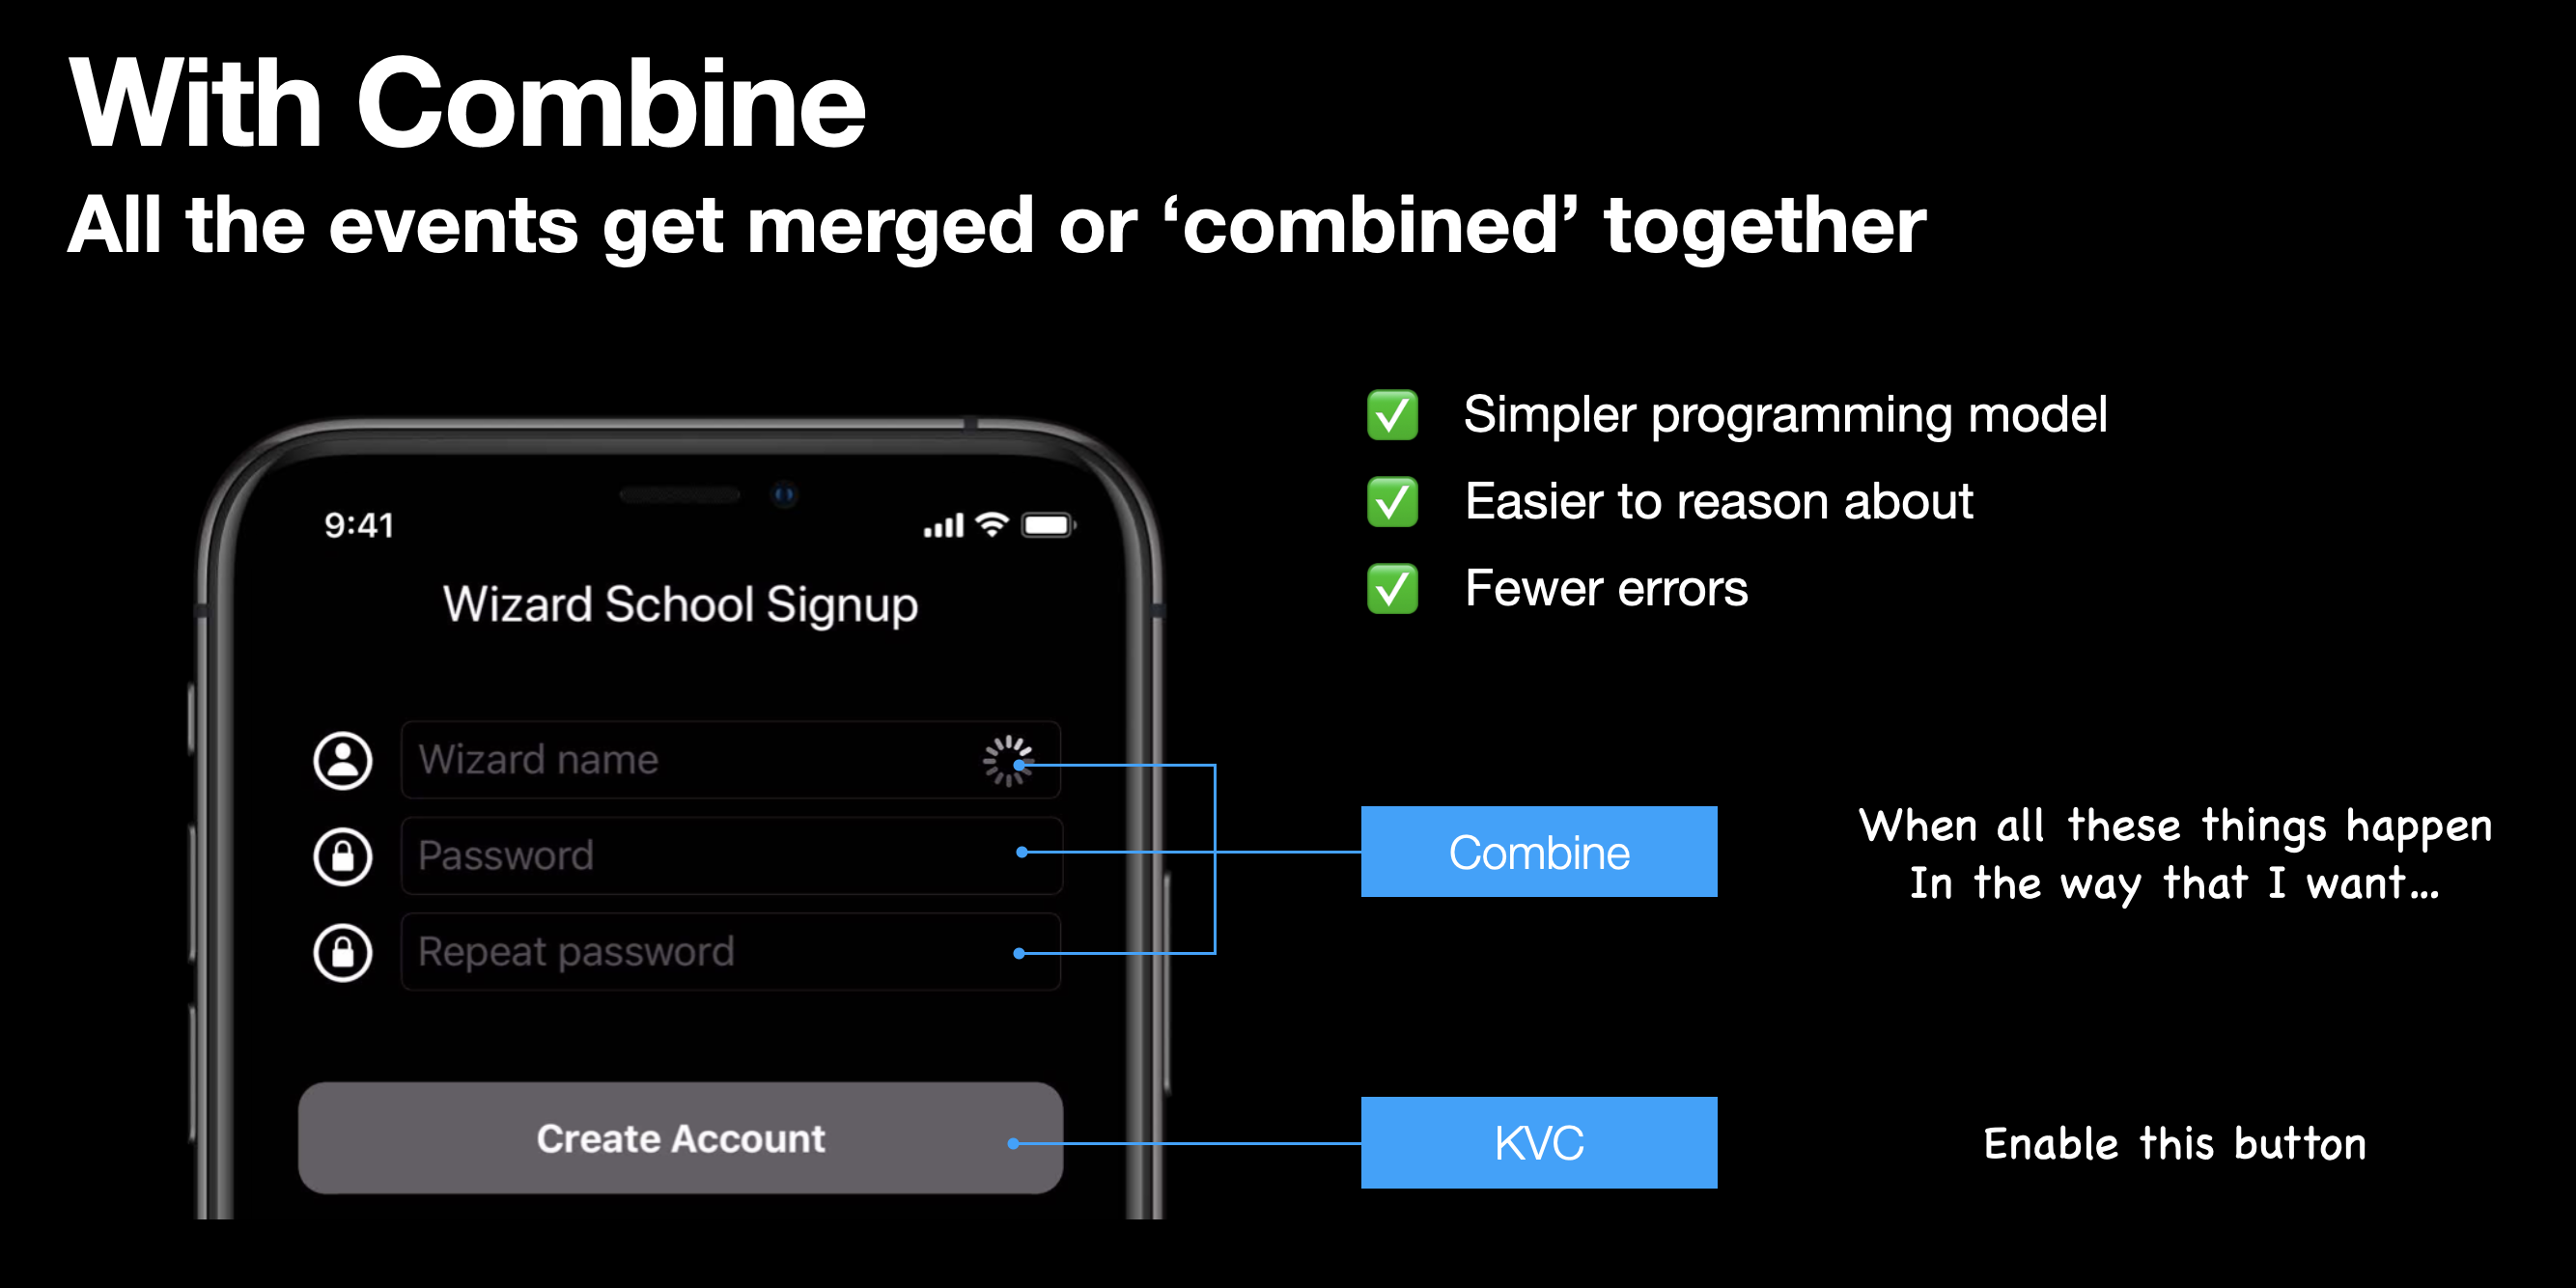 With Combine
All the events get merged or ‘combined’ together
✅ Simpler programming model
✅ Easier to reason about
✅ Fewer errors
9:41
Wizard School Signup
Wizard name
Password
Repeat password
Create Account
Combine
When all these things happen
In the way that I want...
KVC
Enable this button